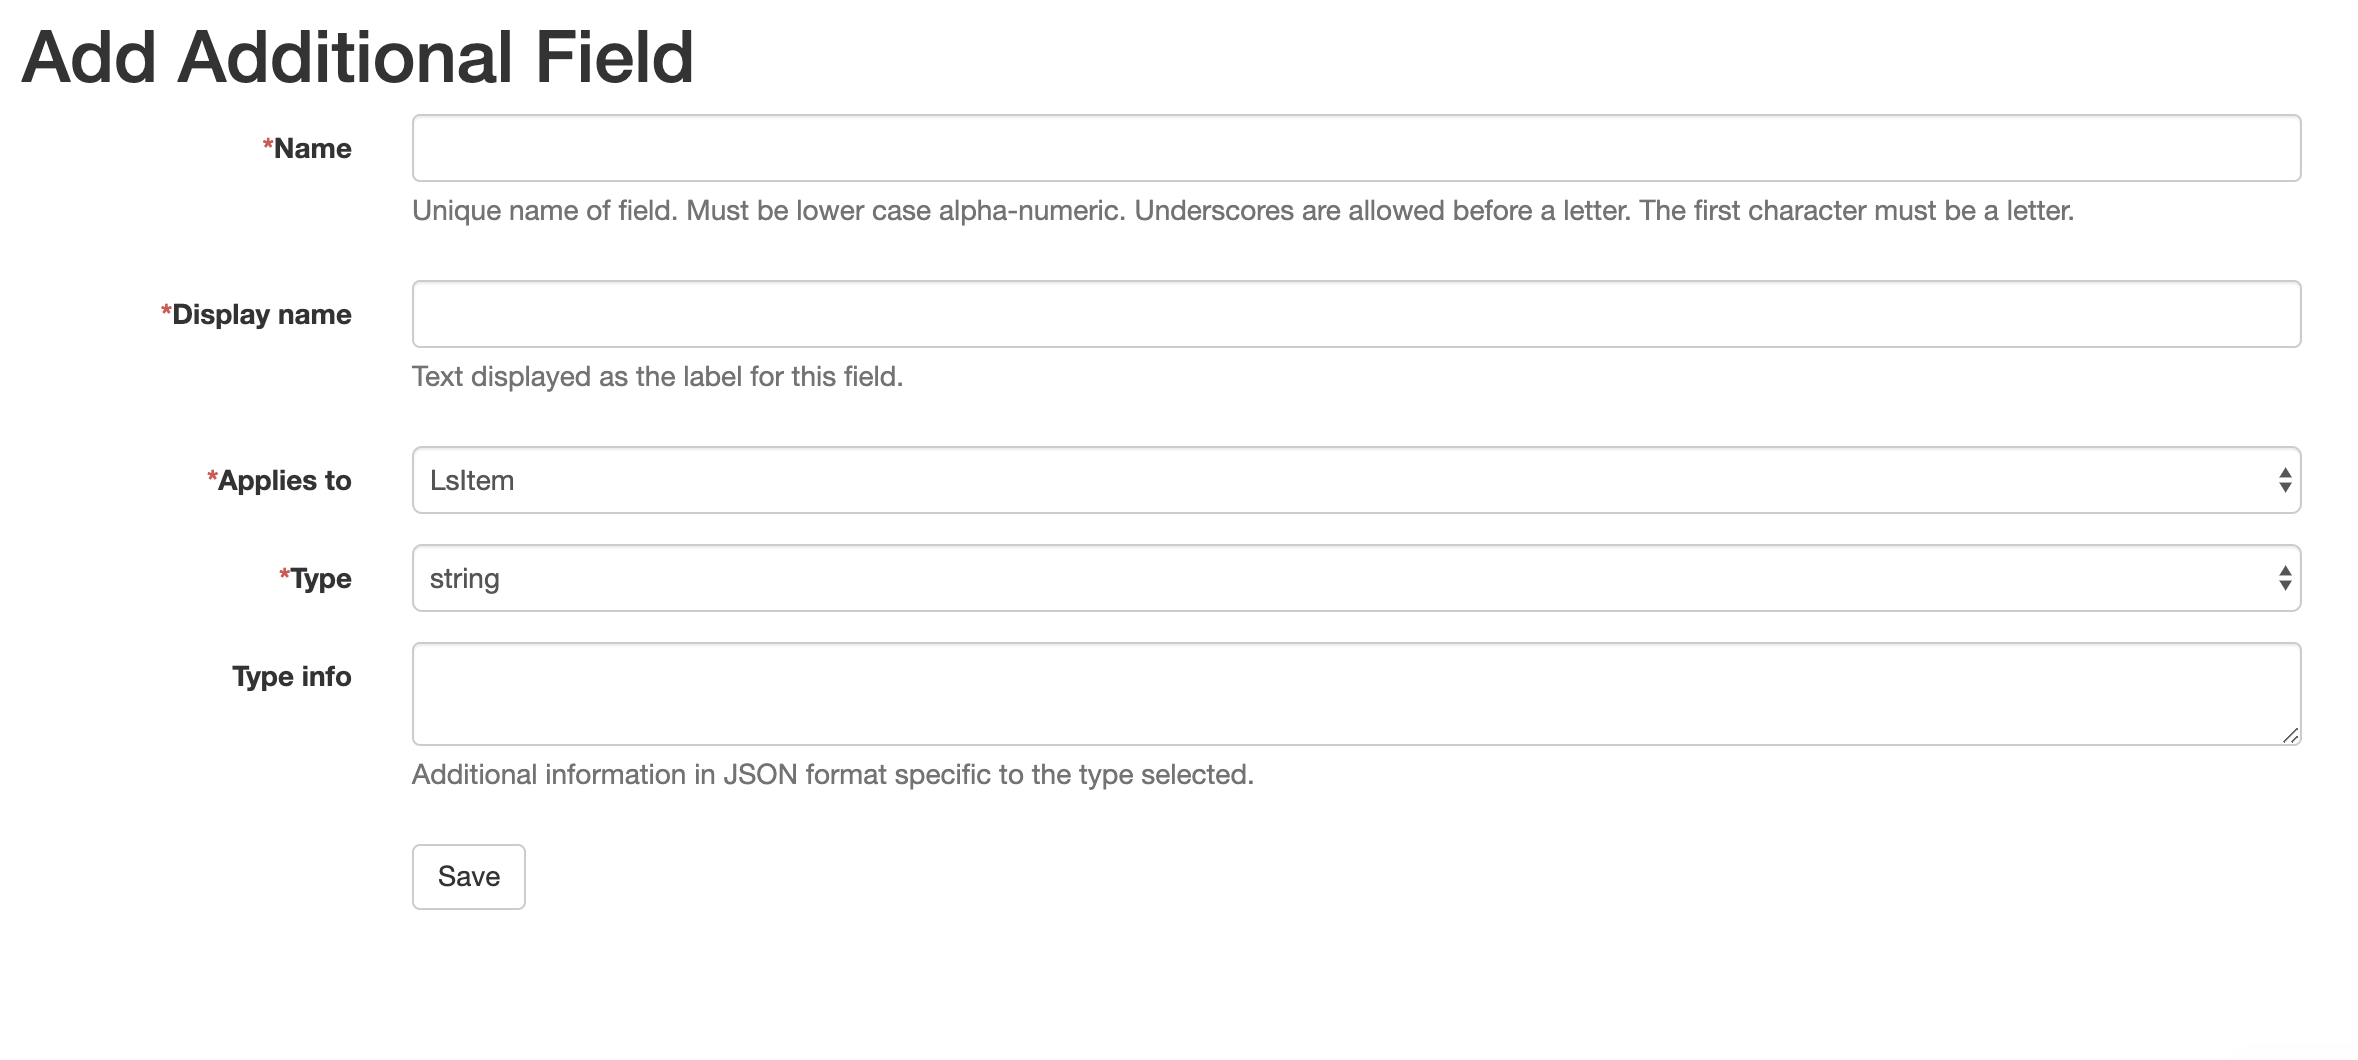 Add Additional Field
*Name
Unique name of field. Must be lower case alpha-numeric. Underscores are allowed before a letter. The first character must be a letter.
*Display name
Text displayed as the label for this field.
*Applies to
LsItem
*Type
string
Type info
Additional information in JSON format specific to the type selected.
Save